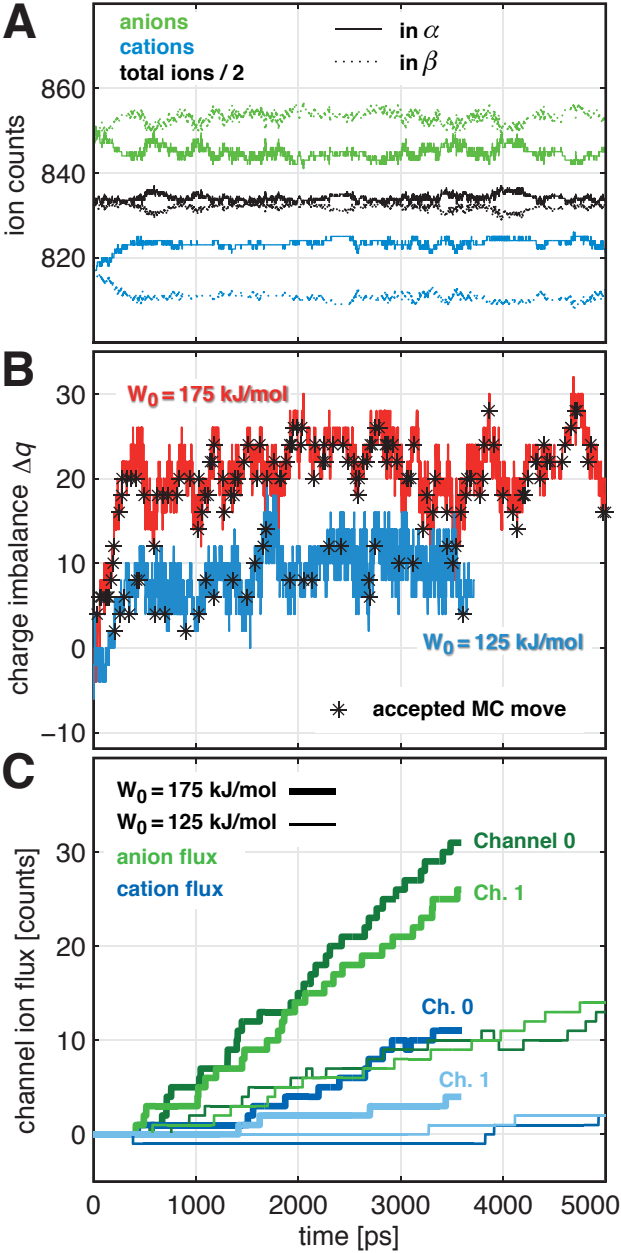 A
anions
cations
total ions / 2
in α
in β
860
840
820
ion counts
B
W0 = 175 kJ/mol
30
20
10
0
−10
charge imbalance Δq
W0 = 125 kJ/mol
accepted MC move
C
W0 = 175 kJ/mol
W0 = 125 kJ/mol
anion flux
cation flux
Channel 0
Ch. 1
Ch. 0
Ch. 1
30
20
10
0
channel ion flux [counts]
0 1000 2000 3000 4000 5000
time [ps]